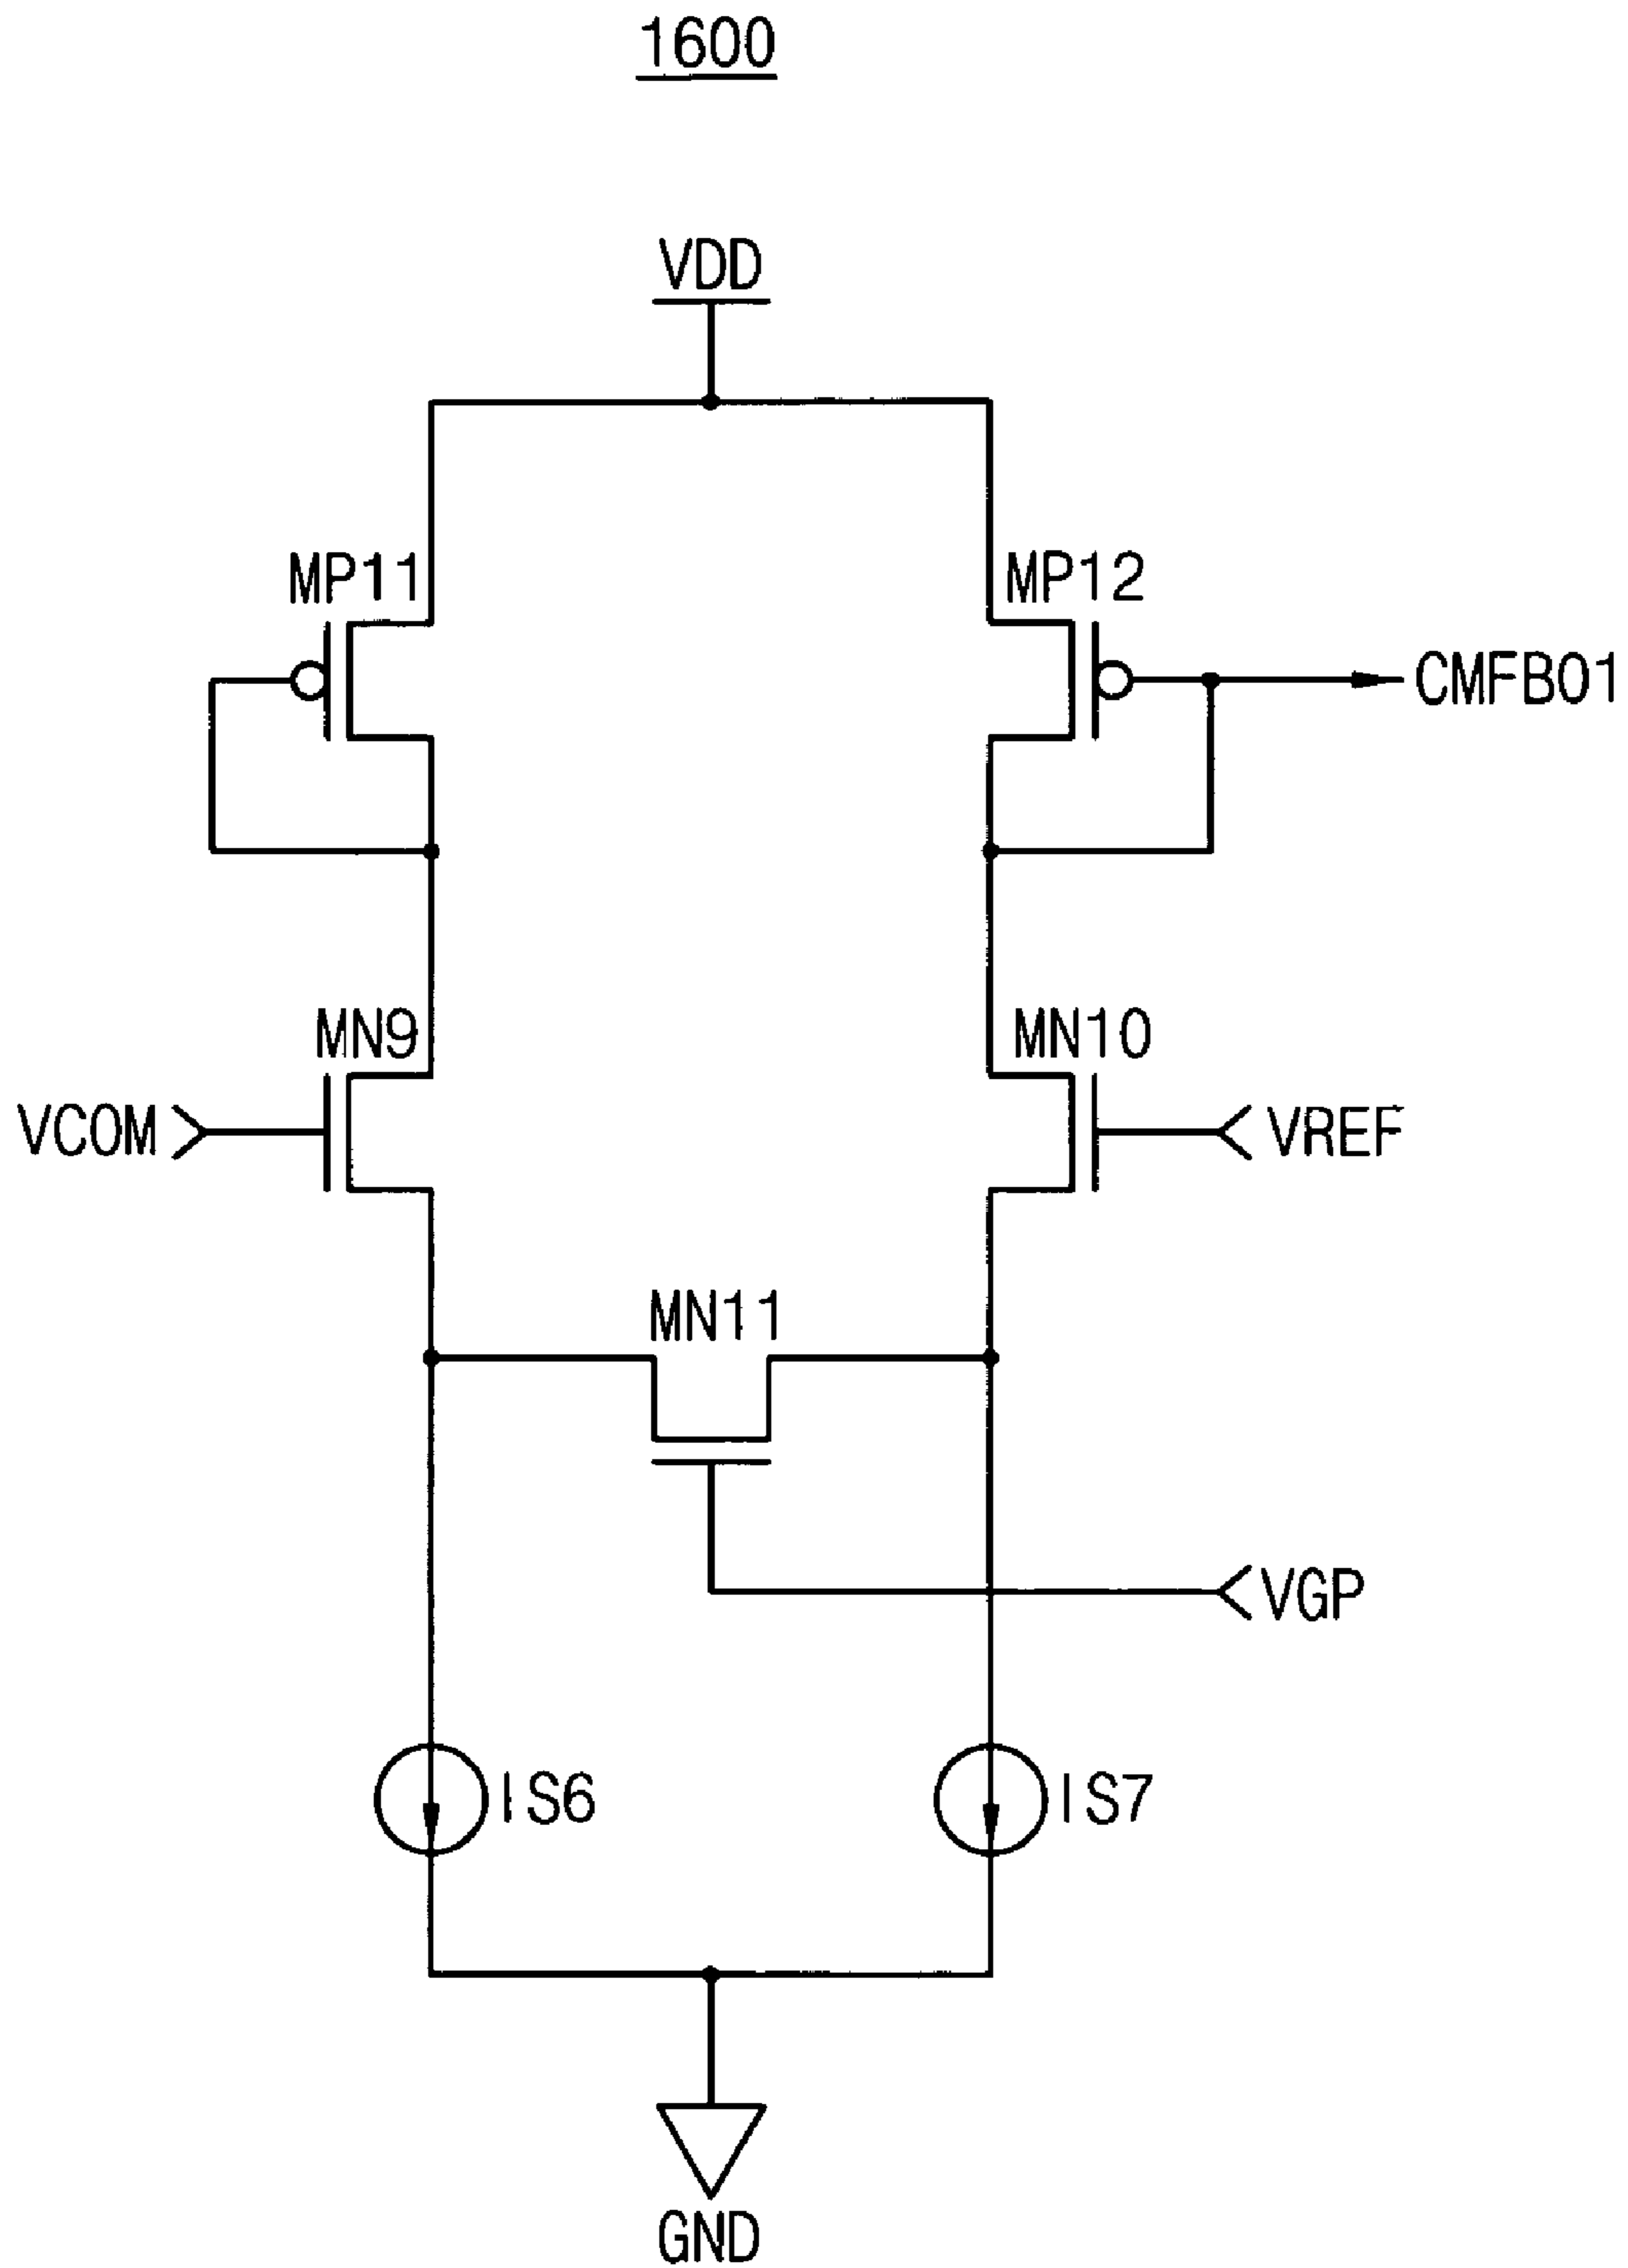 1600
VDD
MP11
MP12
CMFB01
MN9
MN10
VCOM
VREF
MN11
VGP
IS6
IS7
GND